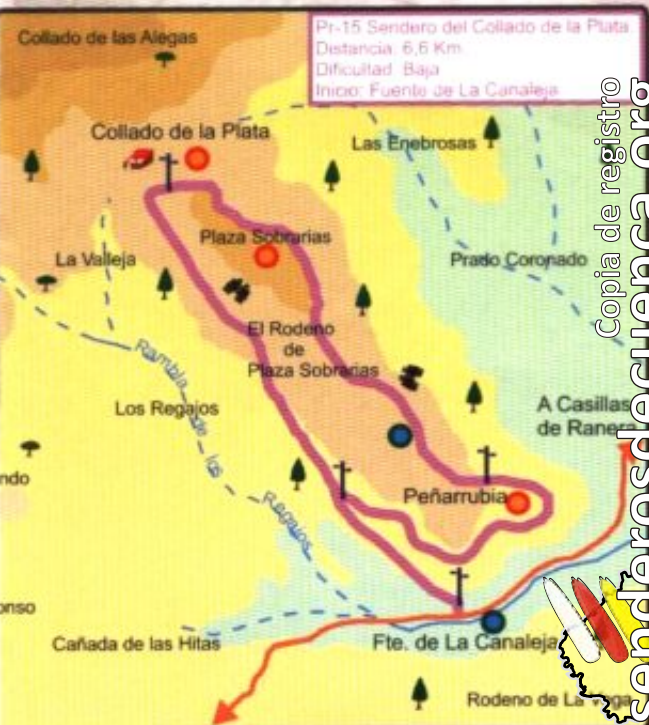 Collado de las Alegas
Pr-15 Sendero del Collado de la Plata
Distancia: 6,6 Km
Dificultad: Baja
Inicio: Fuente de La Canaleja
Collado de la Plata
Las Enebrosas
Plaza Sobrarias
La Valleja
Prado Coronado
El Rodeno
de
Plaza Sobrarias
Rambla de los Regajos
Los Regajos
A Casillas
de Ranera
ndo
Peñarrubia
onso
Cañada de las Hitas
Fte. de La Canaleja
Rodeno de La Vega
Copia de registro
senderosdecuenca.org